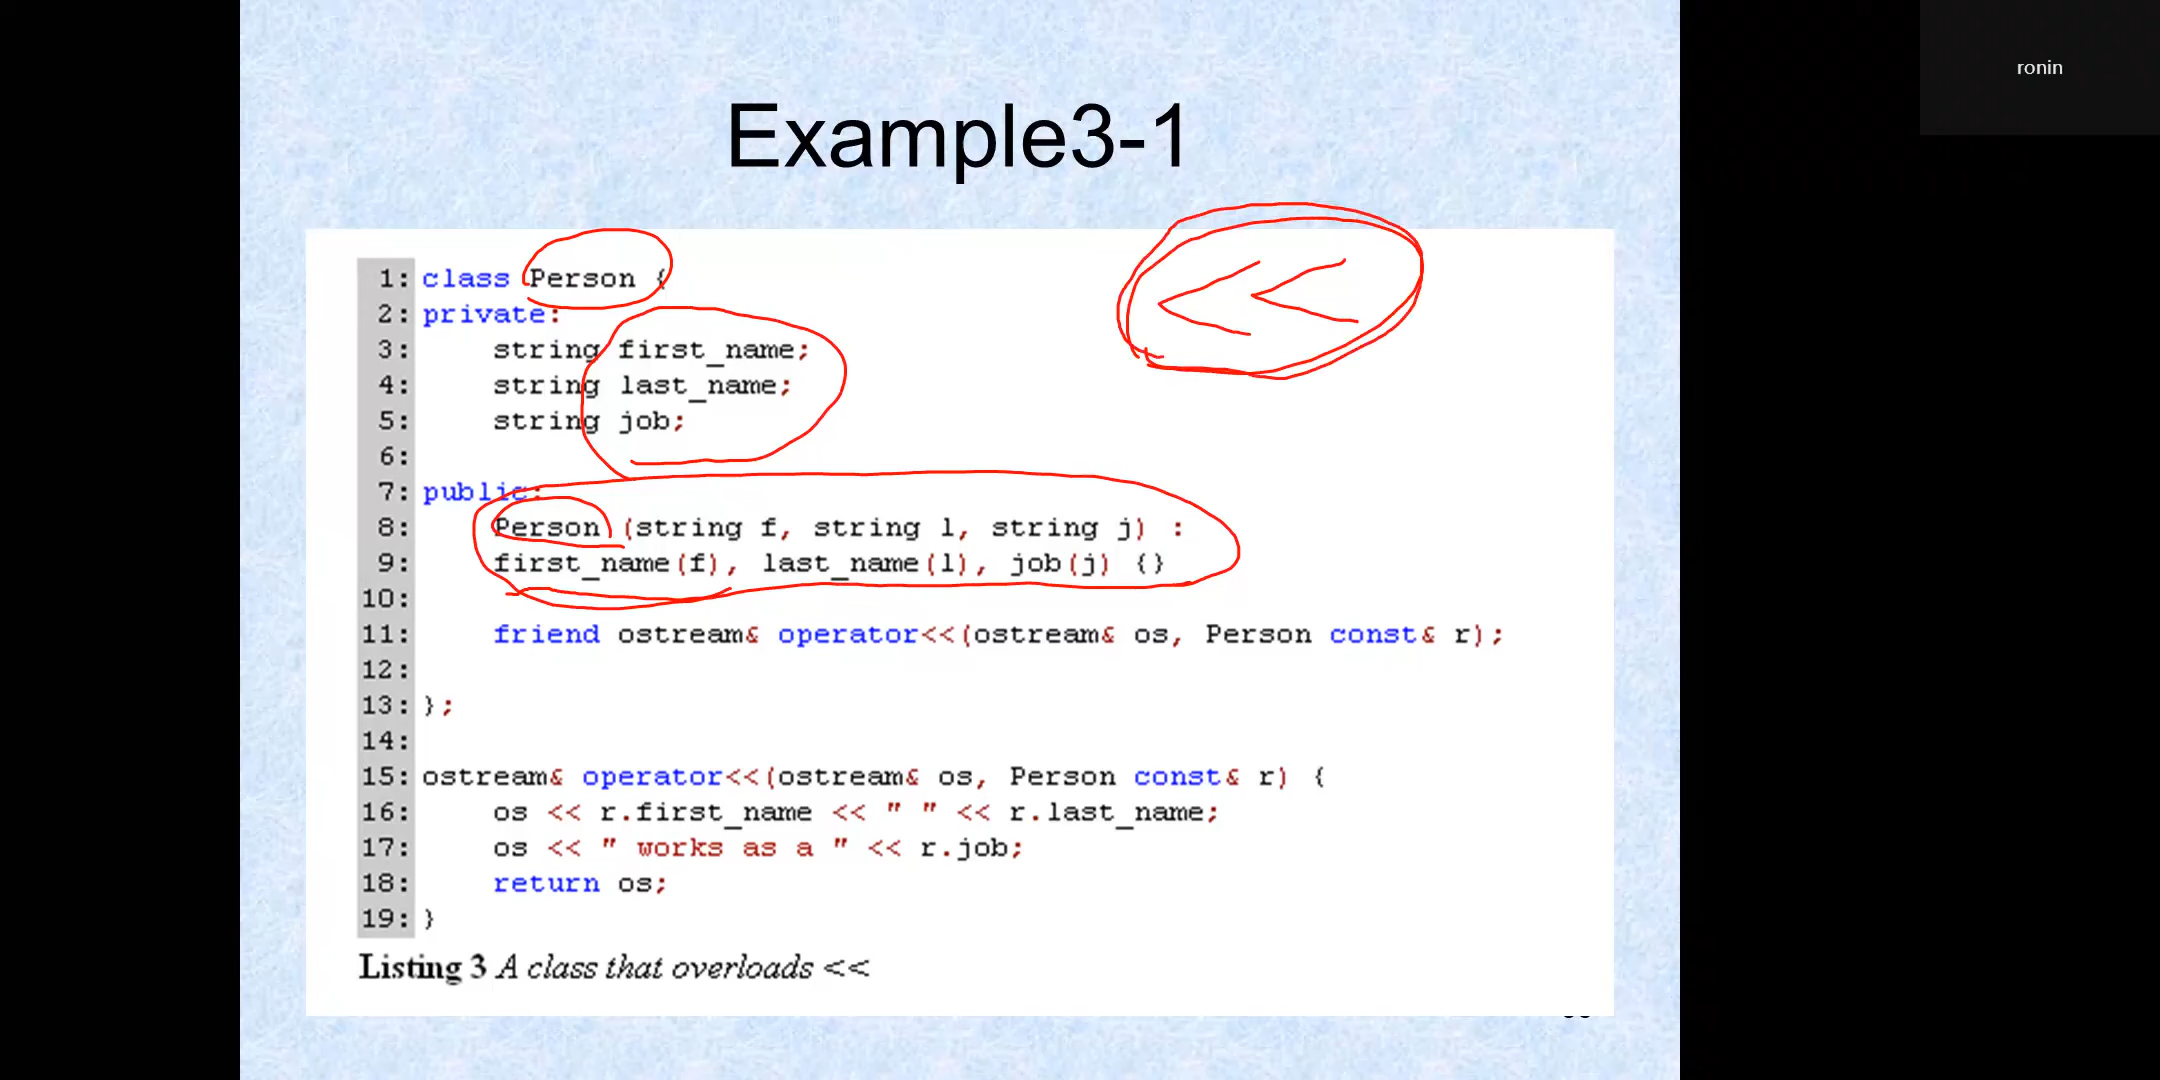 ronin
Example3-1
<<
1: class Person {
2: private:
3:     string first_name;
4:     string last_name;
5:     string job;
6:
7: public:
8:     Person (string f, string l, string j) :
9:     first_name(f), last_name(l), job(j) {}
10:
11:     friend ostream& operator<<(ostream& os, Person const& r);
12:
13: };
14:
15: ostream& operator<<(ostream& os, Person const& r) {
16:     os << r.first_name << " " << r.last_name;
17:     os << " works as a " << r.job;
18:     return os;
19: }
Listing 3 A class that overloads <<